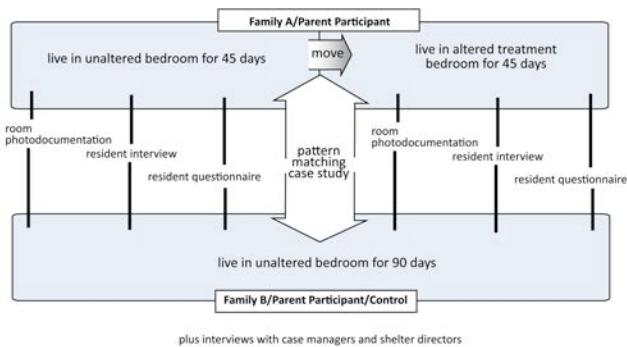 Family A/Parent Participant
live in unaltered bedroom for 45 days
move
live in altered treatment
bedroom for 45 days
room
photodocumentation
resident interview
resident questionnaire
pattern
matching
case study
room
photodocumentation
resident interview
resident questionnaire
live in unaltered bedroom for 90 days
Family B/Parent Participant/Control
plus interviews with case managers and shelter directors